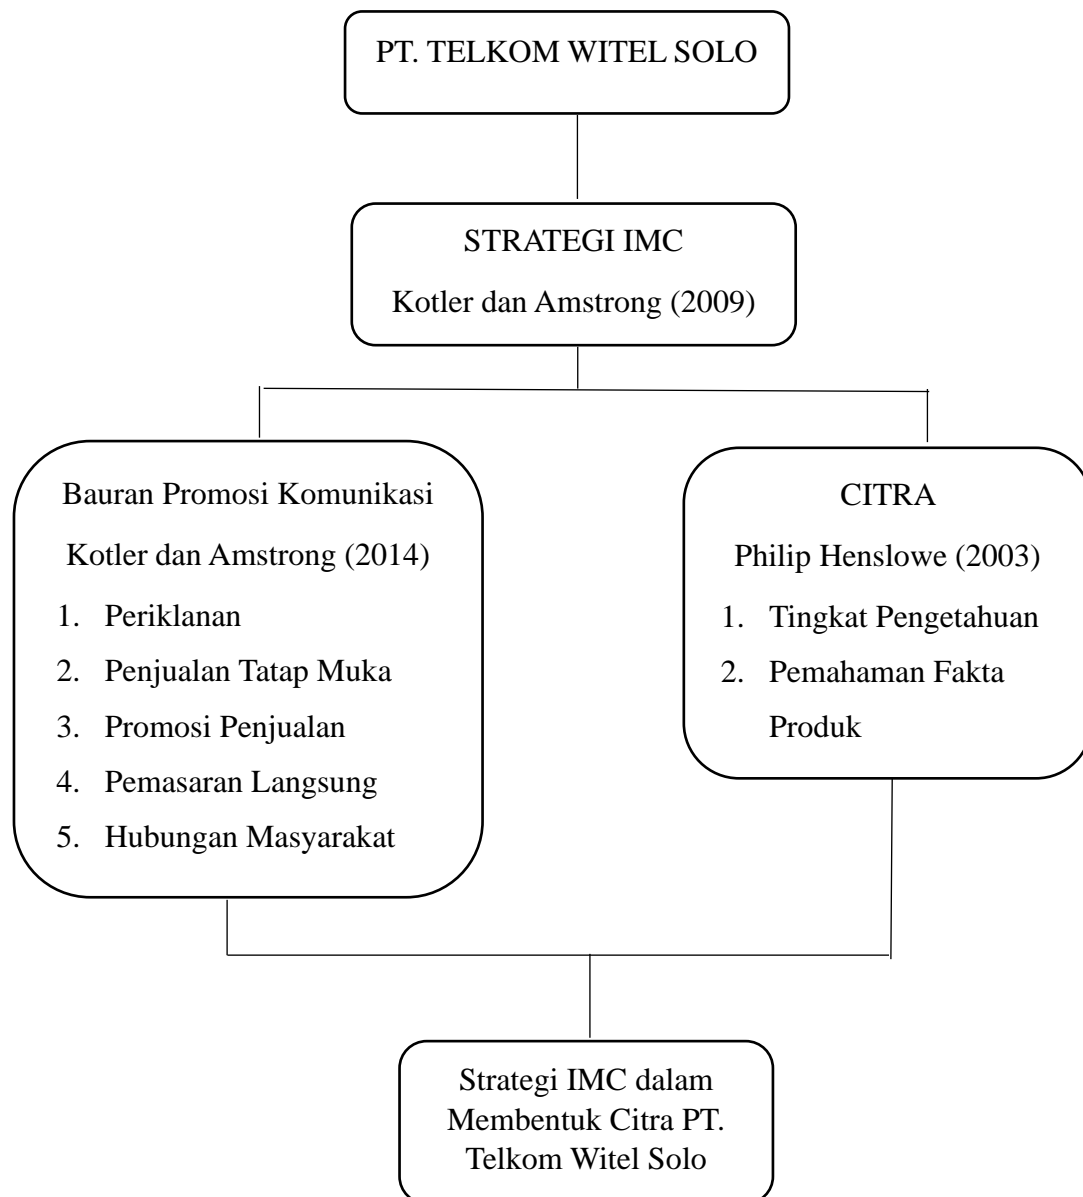 PT. TELKOM WITEL SOLO
STRATEGI IMC
Kotler dan Amstrong (2009)
Bauran Promosi Komunikasi
Kotler dan Amstrong (2014)
1. Periklanan
2. Penjualan Tatap Muka
3. Promosi Penjualan
4. Pemasaran Langsung
5. Hubungan Masyarakat
CITRA
Philip Henslowe (2003)
1. Tingkat Pengetahuan
2. Pemahaman Fakta
Produk
Strategi IMC dalam
Membentuk Citra PT.
Telkom Witel Solo